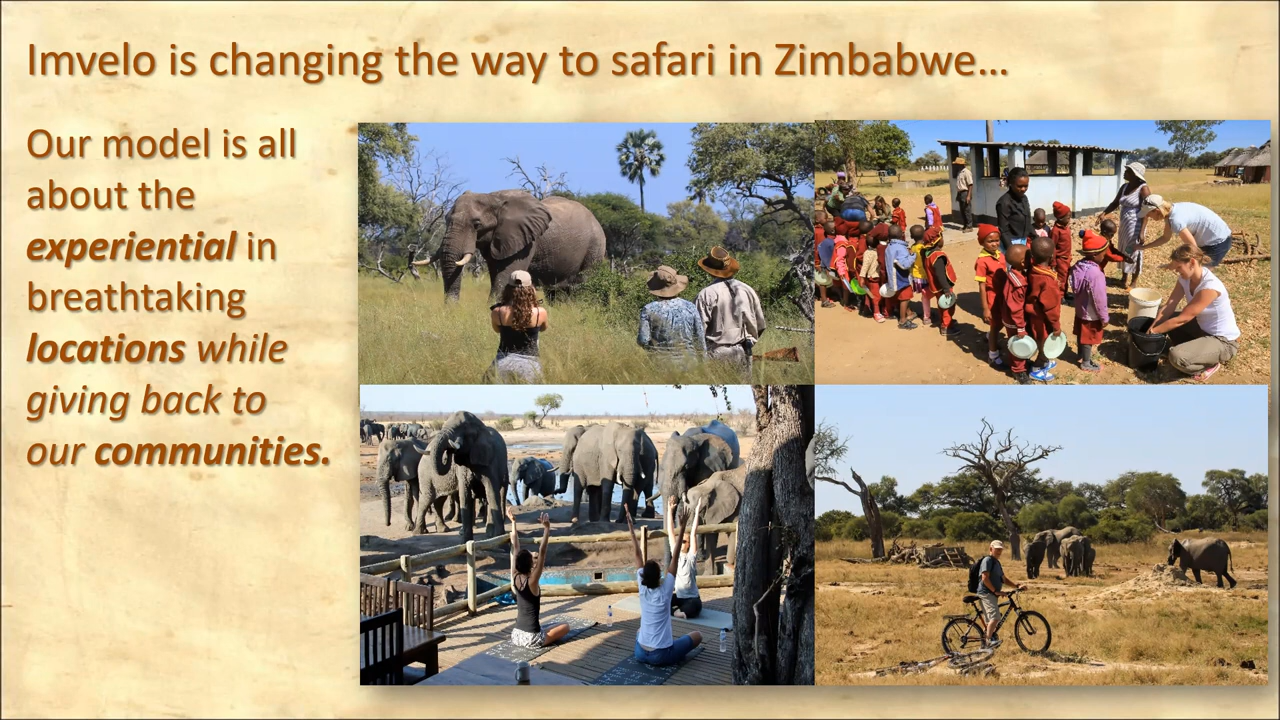 Imvelo is changing the way to safari in Zimbabwe…
Our model is all
about the
experiential in
breathtaking
locations while
giving back to
our communities.